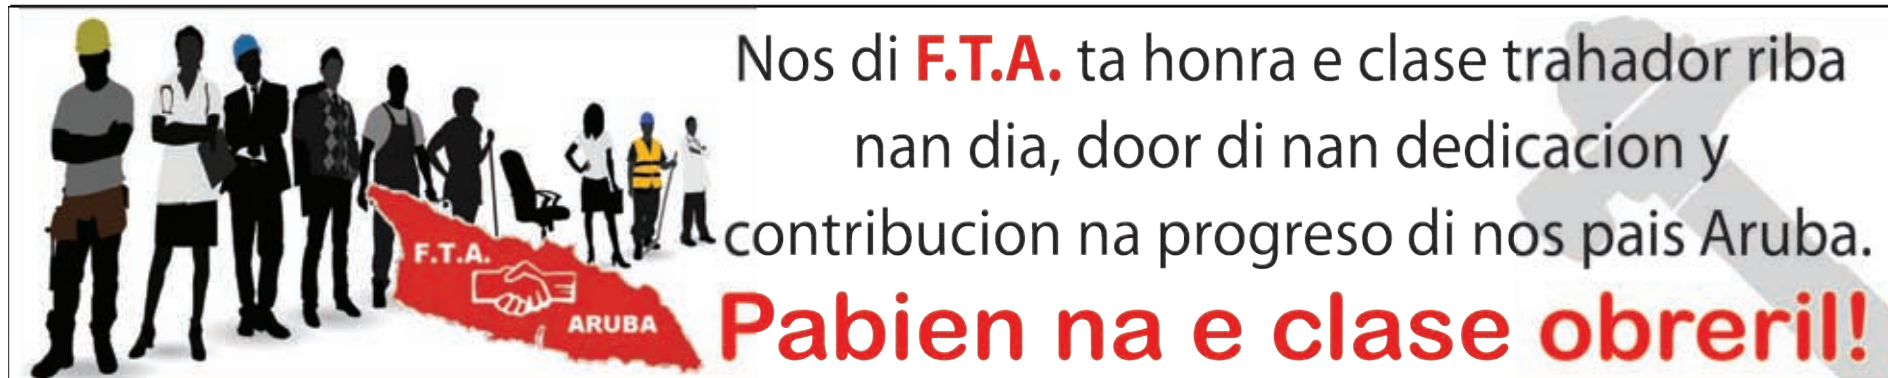 Nos di F.T.A. ta honra e clase trahador riba
nan dia, door di nan dedicacion y
contribucion na progreso di nos pais Aruba.
Pabien na e clase obreril!
F.T.A.
ARUBA